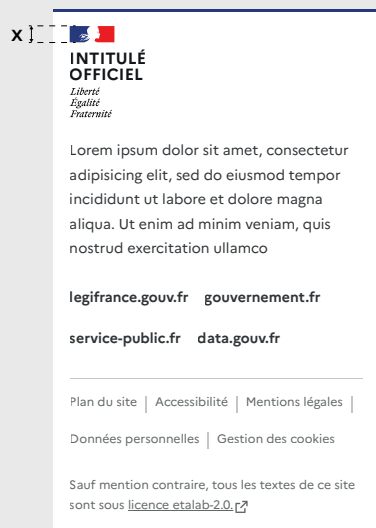 X
INTITULÉ
OFFICIEL
Liberté
Égalité
Fraternité
Lorem ipsum dolor sit amet, consectetur
adipisicing elit, sed do eiusmod tempor
incididunt ut labore et dolore magna
aliqua. Ut enim ad minim veniam, quis
nostrud exercitation ullamco
legifrance.gouv.fr gouvernement.fr
service-public.fr data.gouv.fr
Plan du site | Accessibilité | Mentions légales |
Données personnelles | Gestion des cookies
Sauf mention contraire, tous les textes de ce site
sont sous licence etalab-2.0.